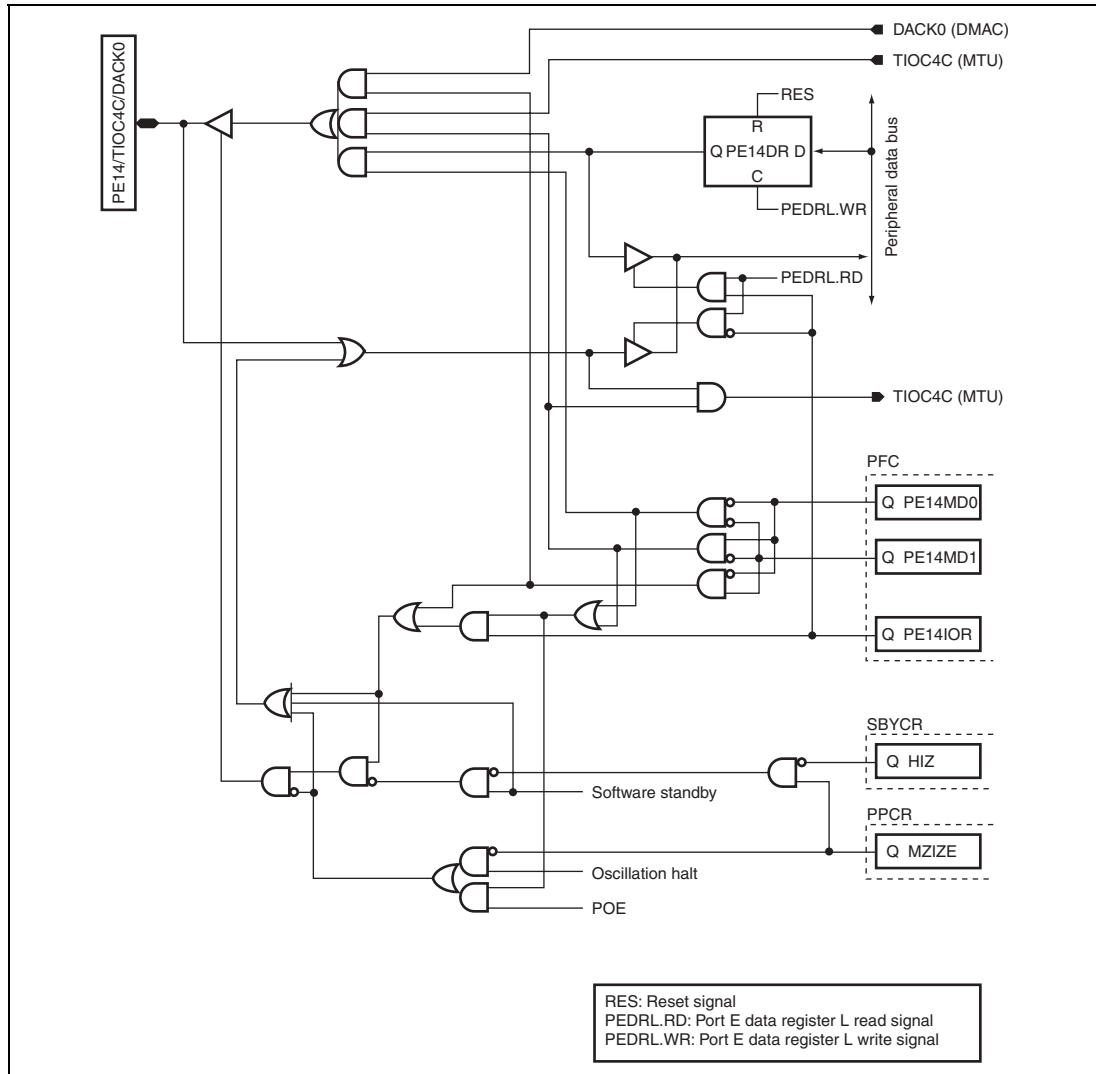 DACK0 (DMAC)
TIOC4C (MTU)
PE14/TIOC4C/DACK0
RES
R
Q PE14DR D
C
PEDRL.WR
Peripheral data bus
PEDRL.RD
TIOC4C (MTU)
PFC
Q PE14MD0
Q PE14MD1
Q PE14IOR
SBYCR
Q HIZ
Software standby
PPCR
Q MZIZE
Oscillation halt
POE
RES: Reset signal
PEDRL.RD: Port E data register L read signal
PEDRL.WR: Port E data register L write signal